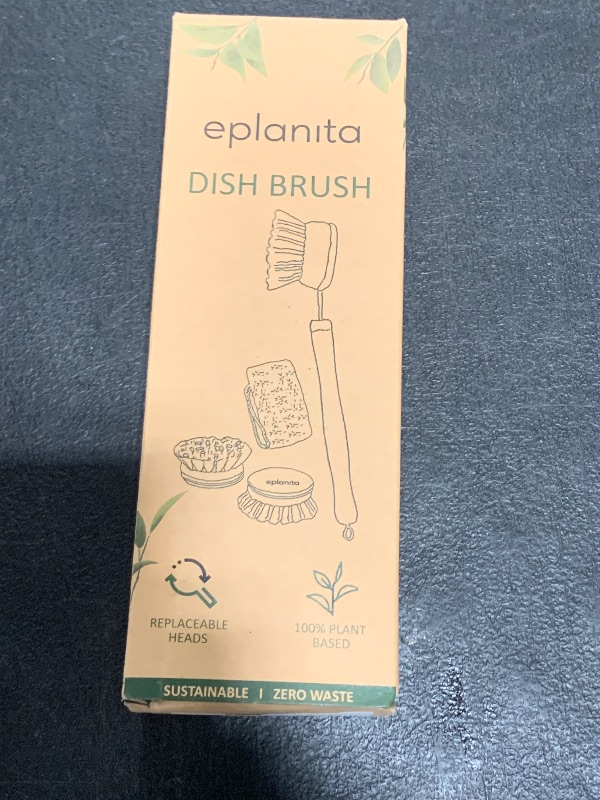 eplanita
DISH BRUSH
eplanita
REPLACEABLE
HEADS
100% PLANT
BASED
SUSTAINABLE | ZERO WASTE